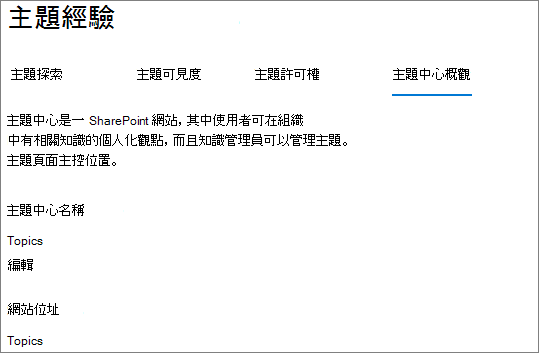 主題經驗
主題探索 主題可見度 主題許可權 主題中心概觀
主題中心是一 SharePoint 網站, 其中使用者可在組織
中有相關知識的個人化觀點, 而且知識管理員可以管理主題。
主題頁面主控位置。
主題中心名稱
Topics
編輯
網站位址
Topics